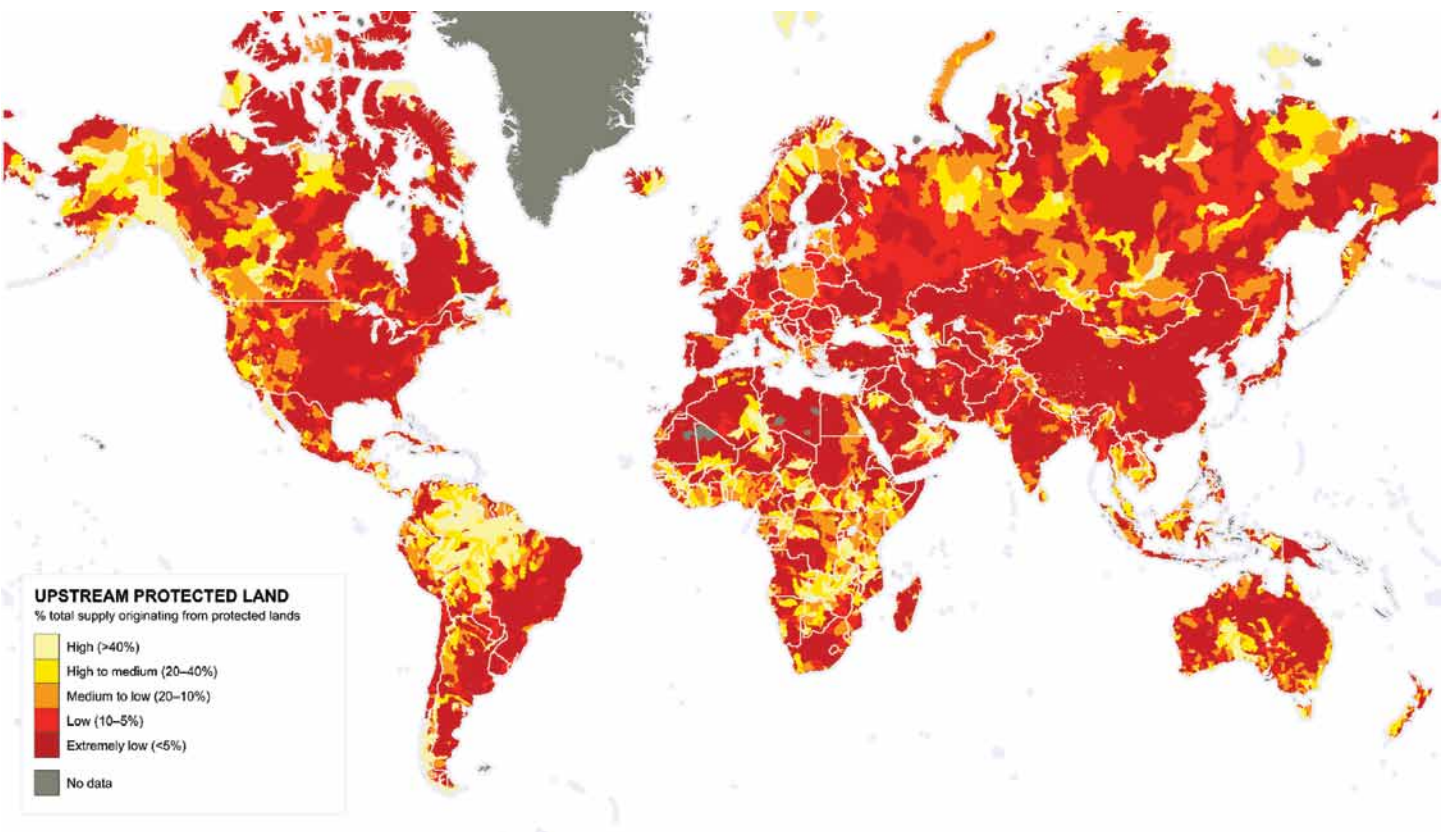 UPSTREAM PROTECTED LAND
% total supply originating from protected lands
High (>40%)
High to medium (20–40%)
Medium to low (20–10%)
Low (10–5%)
Extremely low (<5%)
No data